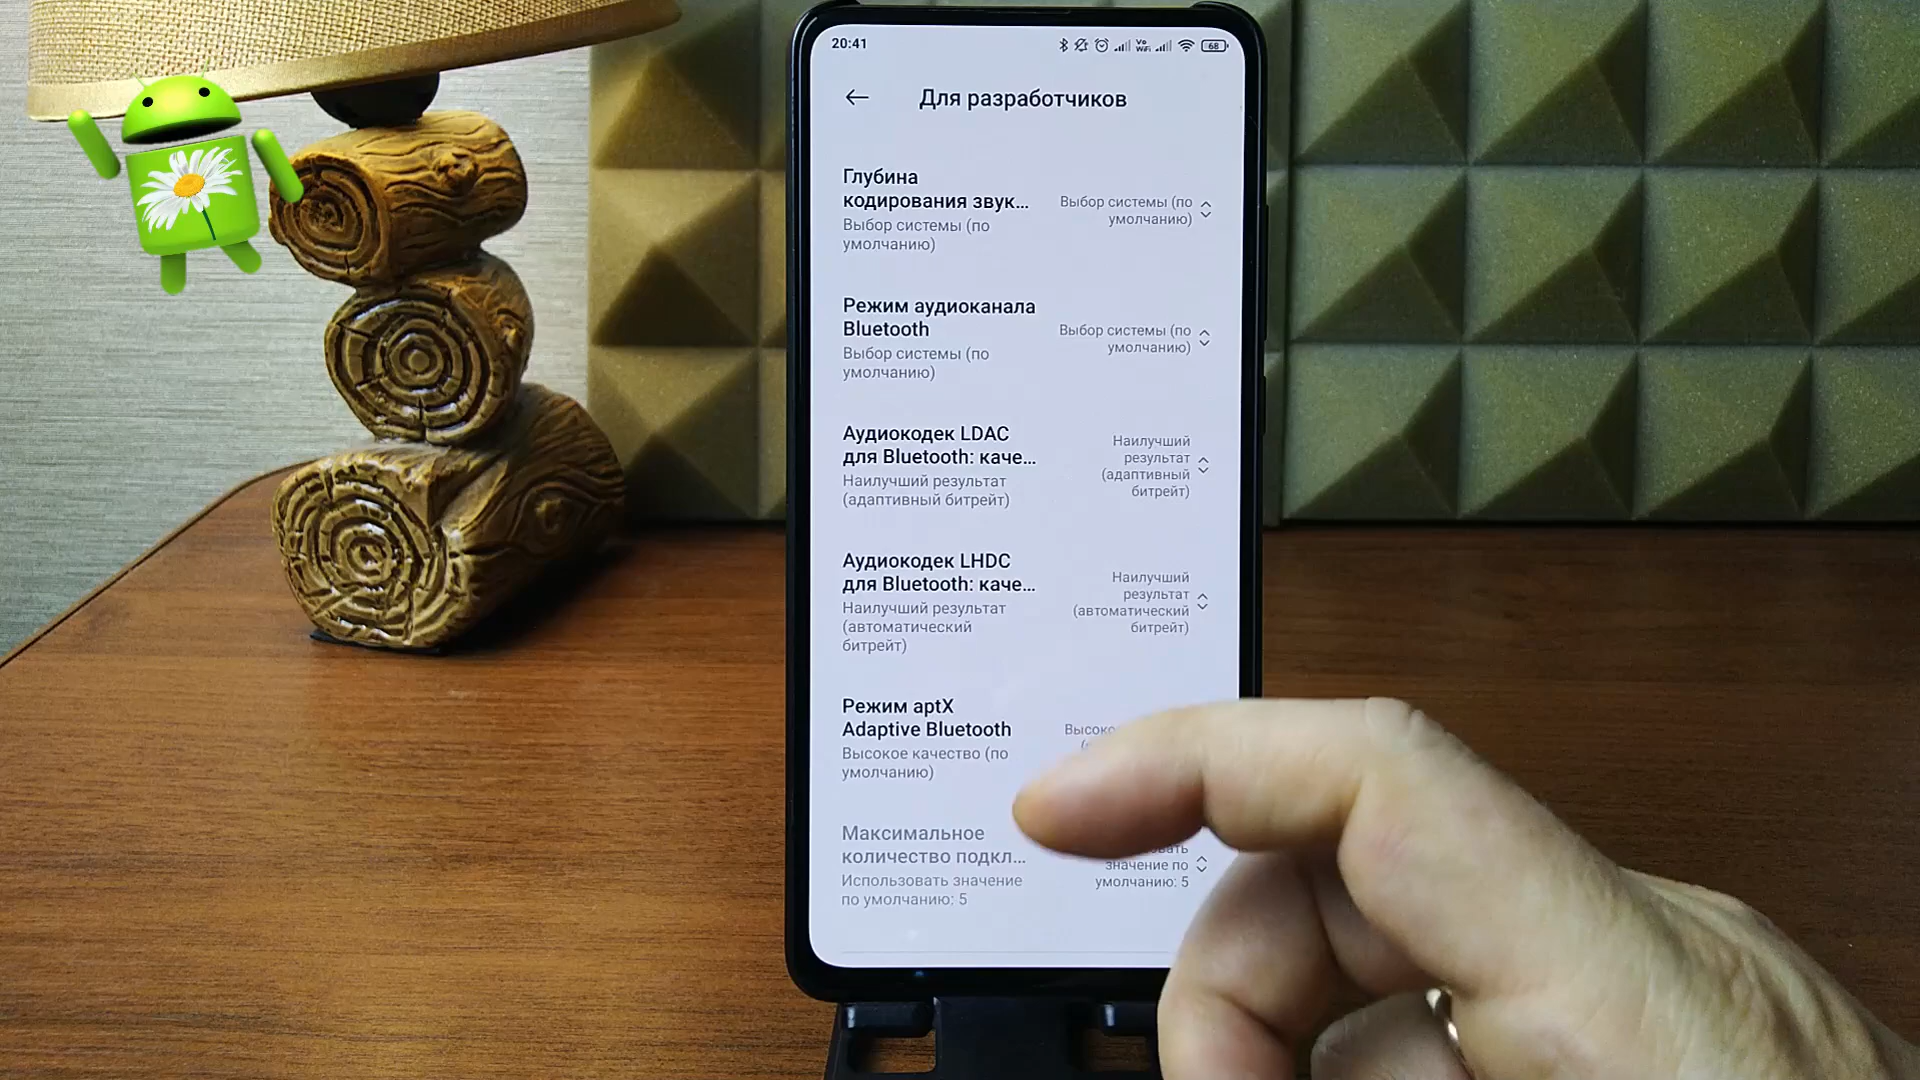 20:41
Vo
WiFi
68
Для разработчиков
Глубина
кодирования звук...
Выбор системы (по
умолчанию)
Выбор системы (по
умолчанию)
Режим аудиоканала
Bluetooth
Выбор системы (по
умолчанию)
Выбор системы (по
умолчанию)
Аудиокодек LDAC
для Bluetooth: каче...
Наилучший результат
(адаптивный битрейт)
Наилучший
результат
(адаптивный
битрейт)
Аудиокодек LHDC
для Bluetooth: каче...
Наилучший результат
(автоматический
битрейт)
Наилучший
результат
(автоматический
битрейт)
Режим aptX
Adaptive Bluetooth
Высокое качество (по
умолчанию)
Максимальное
количество подкл...
Использовать значение
по умолчанию: 5
значение по
умолчанию: 5